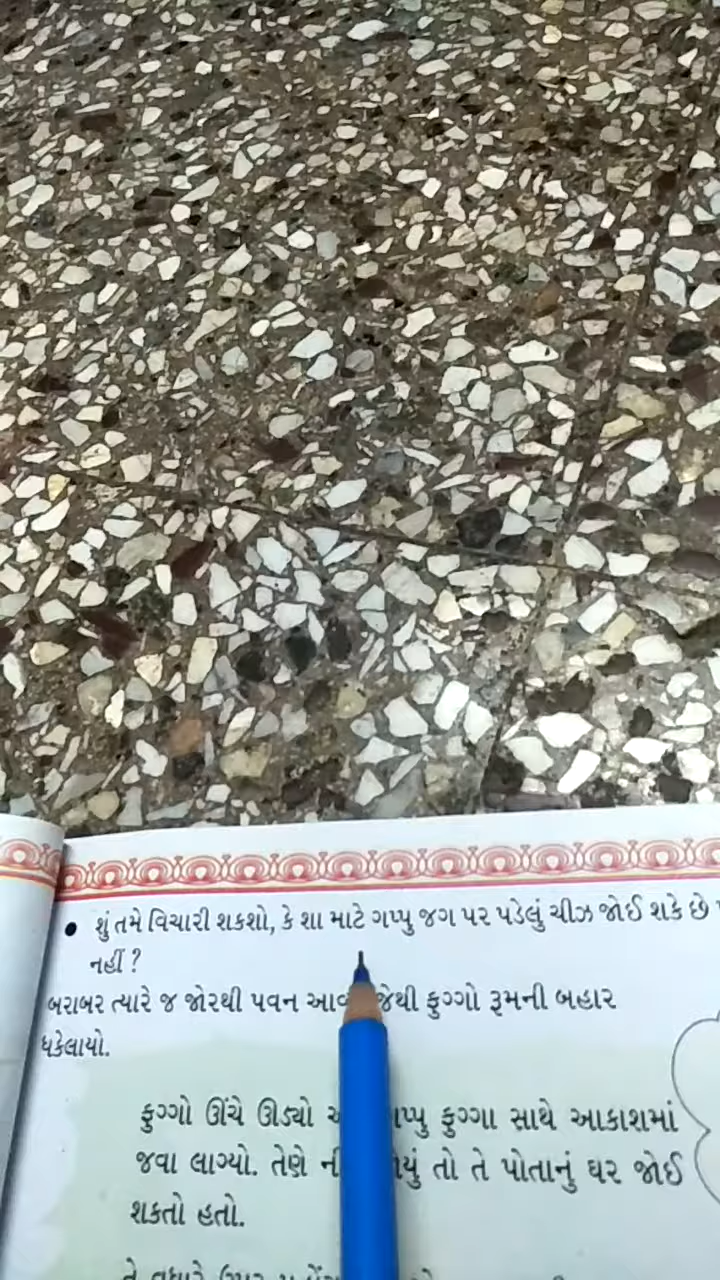 • શું તમે વિચારી શકશો, કે શા માટે ગપ્પુ જગ પર પડેલું ચીઝ જોઈ શકે છે
નહીં ?
બરાબર ત્યારે જ જોરથી પવન જેથી ફુગ્ગો રૂમની બહાર
ધકેલાયો.
ફુગ્ગો ઊંચે ઊડ્યો ગપ્પુ ફુગ્ગા સાથે આકાશમાં
જવા લાગ્યો. તેણે તો તે પોતાનું ઘર જોઈ
શકતો હતો.